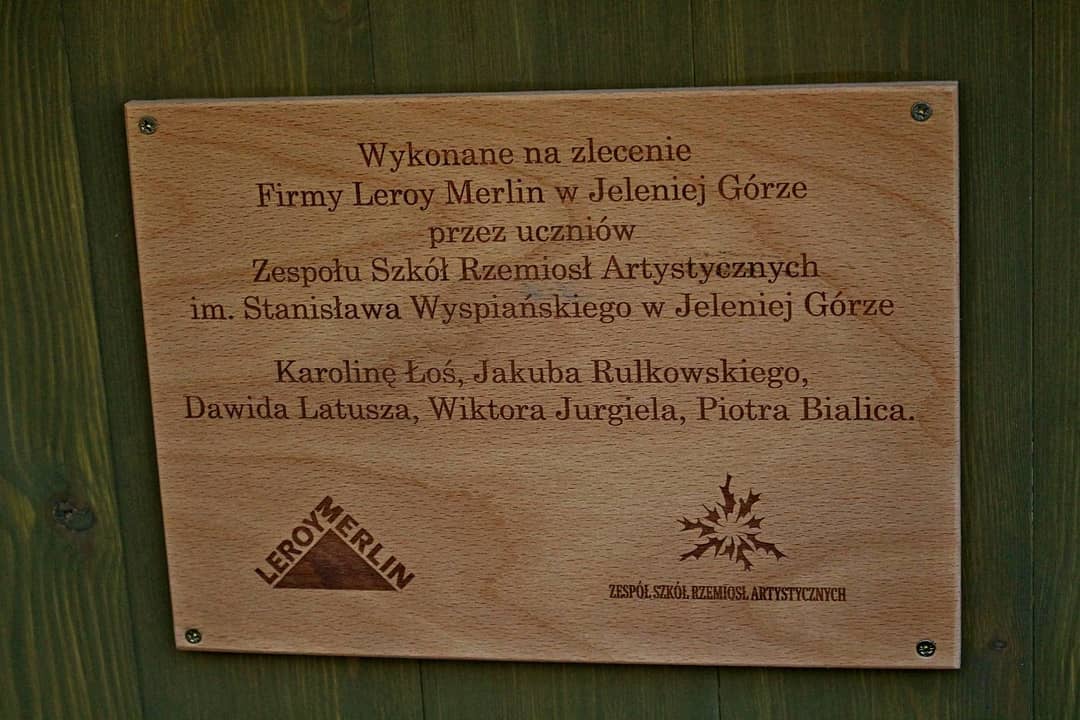 Wykonane na zlecenie
Firmy Leroy Merlin w Jeleniej Górze
przez uczniów
Zespołu Szkół Rzemiosł Artystycznych
im. Stanisława Wyspiańskiego w Jeleniej Górze
Karolinę Łoś, Jakuba Rulkowskiego,
Dawida Latusza, Wiktora Jurgiela, Piotra Bialica.
LEROY MERLIN
ZESPÓŁ SZKÓŁ RZEMIOSŁ ARTYSTYCZNYCH